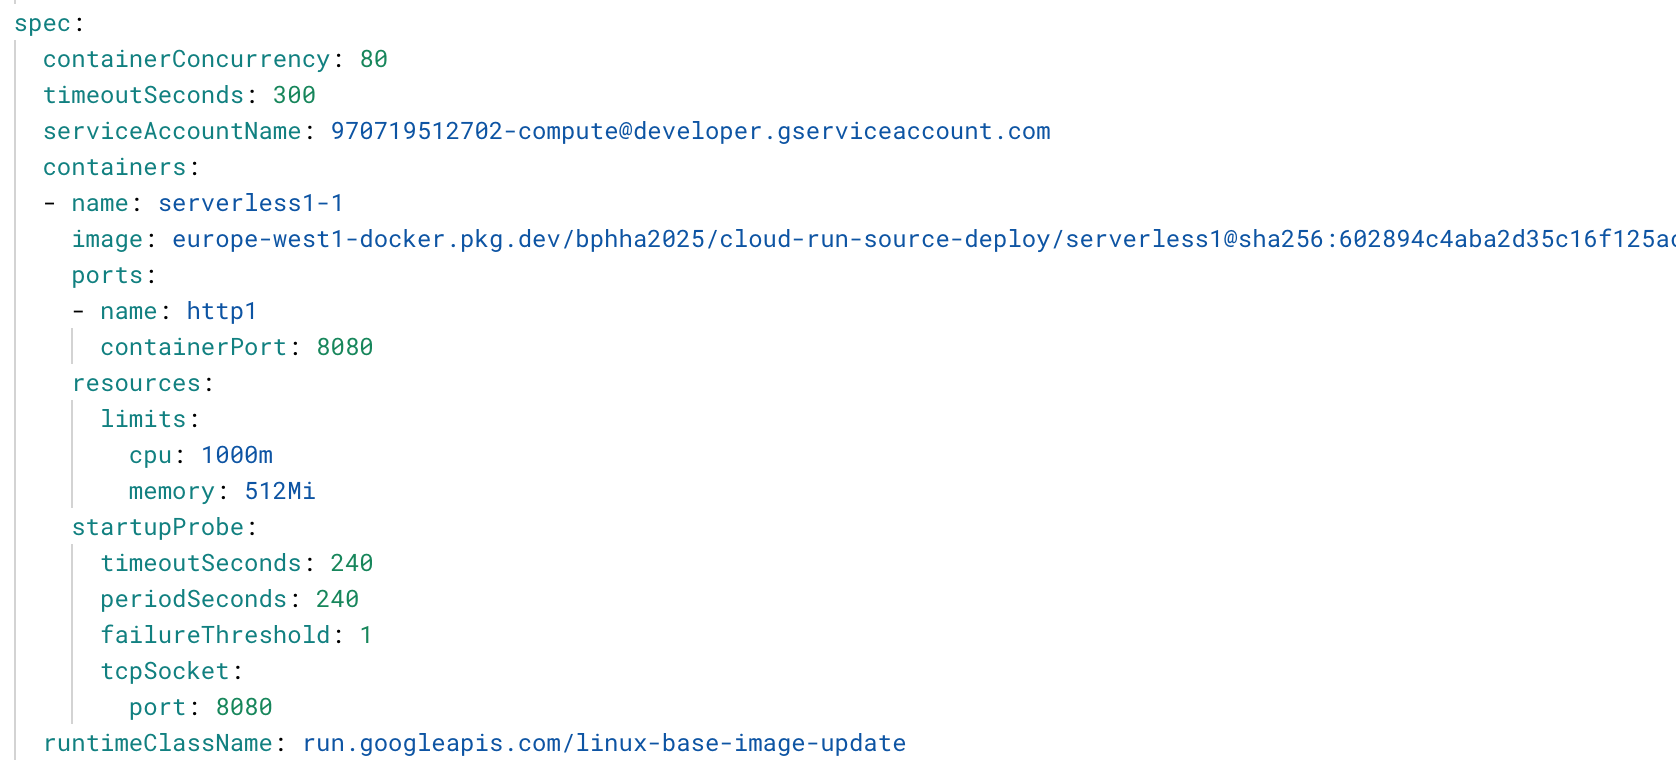 spec:
containerConcurrency: 80
timeoutSeconds: 300
serviceAccountName: 970719512702-compute@developer.gserviceaccount.com
containers:
- name: serverless1-1
image: europe-west1-docker.pkg.dev/bphha2025/cloud-run-source-deploy/serverless1@sha256:602894c4aba2d35c16f125ac
ports:
- name: http1
containerPort: 8080
resources:
limits:
cpu: 1000m
memory: 512Mi
startupProbe:
timeoutSeconds: 240
periodSeconds: 240
failureThreshold: 1
tcpSocket:
port: 8080
runtimeClassName: run.googleapis.com/linux-base-image-update